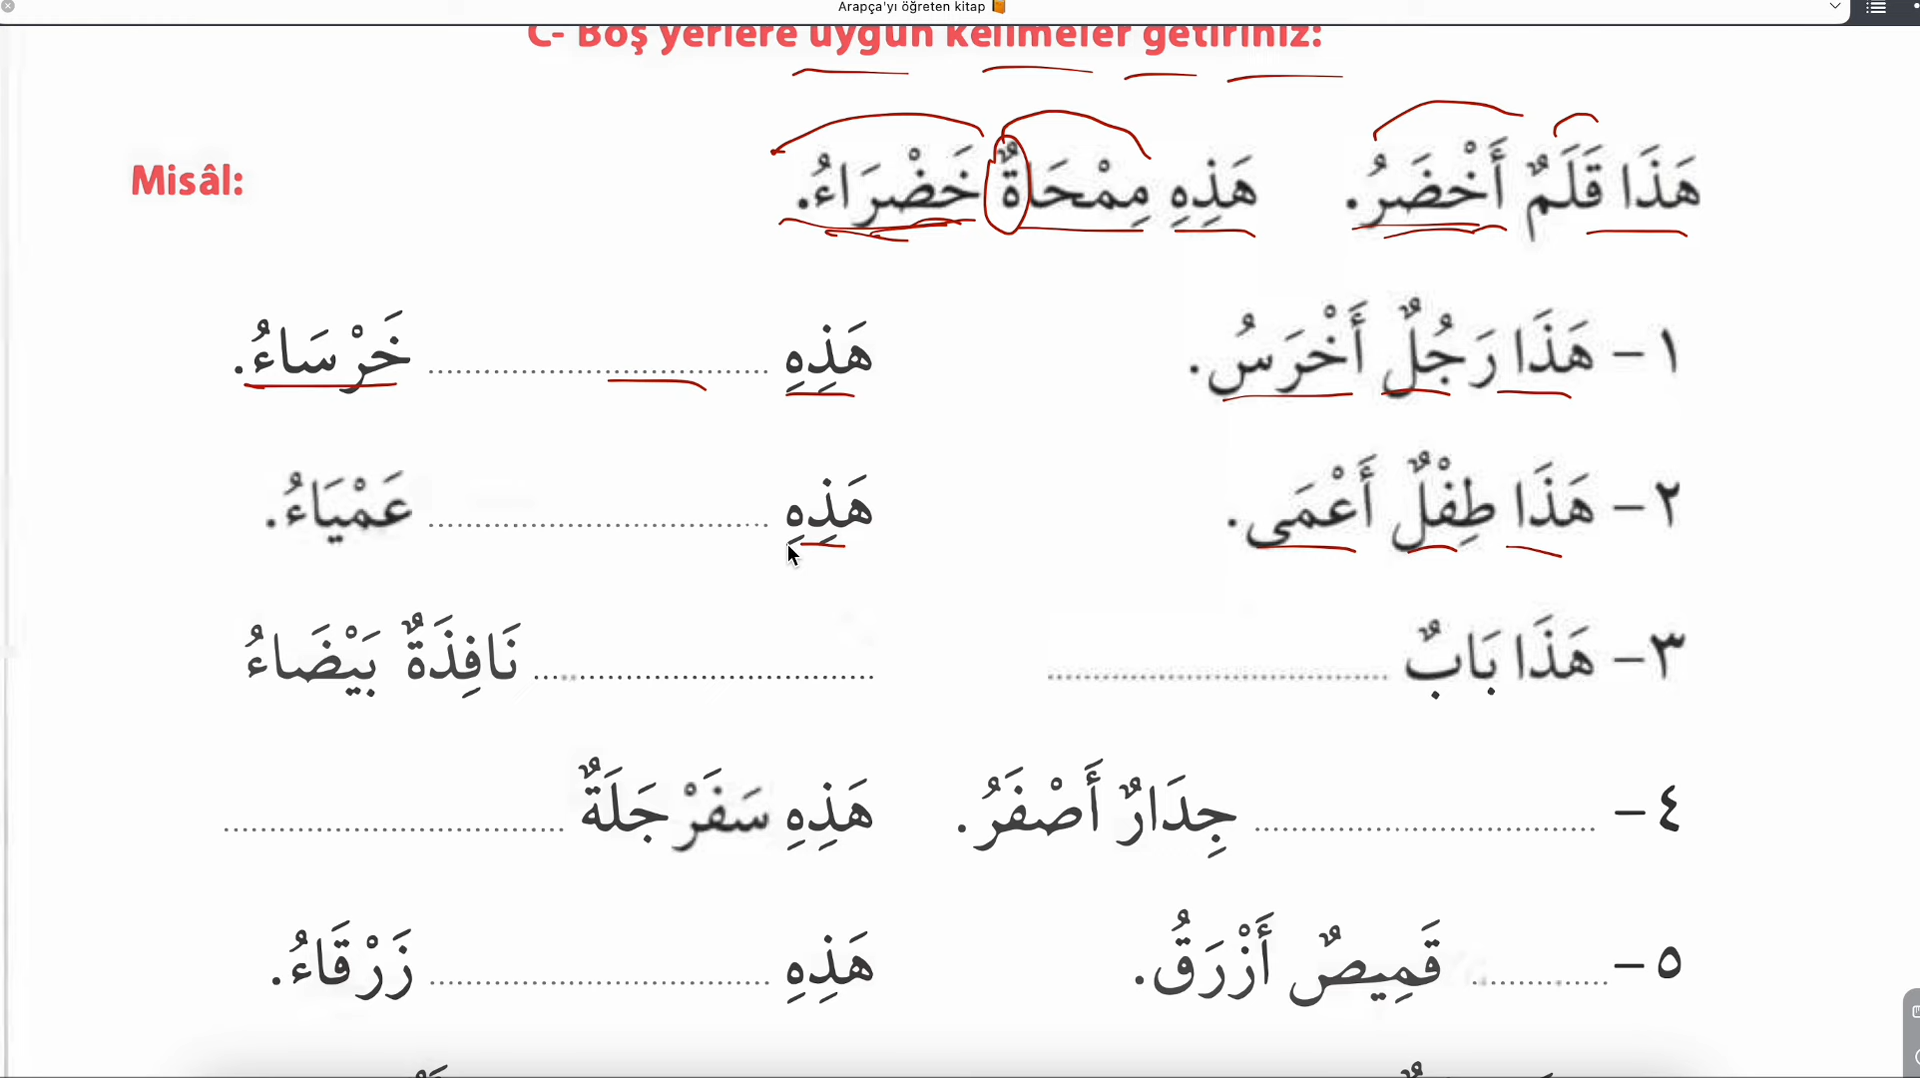 Arapça'yı öğreten kitap
C- Boş yerlere uygun kelimeler getiriniz:
Misâl: هَذَا قَلَمٌ أَخْضَرُ. هَذِهِ مِمْحَاةٌ خَضْرَاءُ.
١ - هَذَا رَجُلٌ أَخْرَسُ. هَذِهِ .............................. خَرْسَاءُ.
٢ - هَذَا طِفْلٌ أَعْمَى. هَذِهِ .............................. عَمْيَاءُ.
٣ - هَذَا بَابٌ .............................. .............................. نَافِذَةٌ بَيْضَاءُ
٤ - .............................. جِدَارٌ أَصْفَرُ. هَذِهِ سَفَرْجَلَةٌ ..............................
٥ - ............ قَمِيصٌ أَزْرَقُ. هَذِهِ .............................. زَرْقَاءُ.